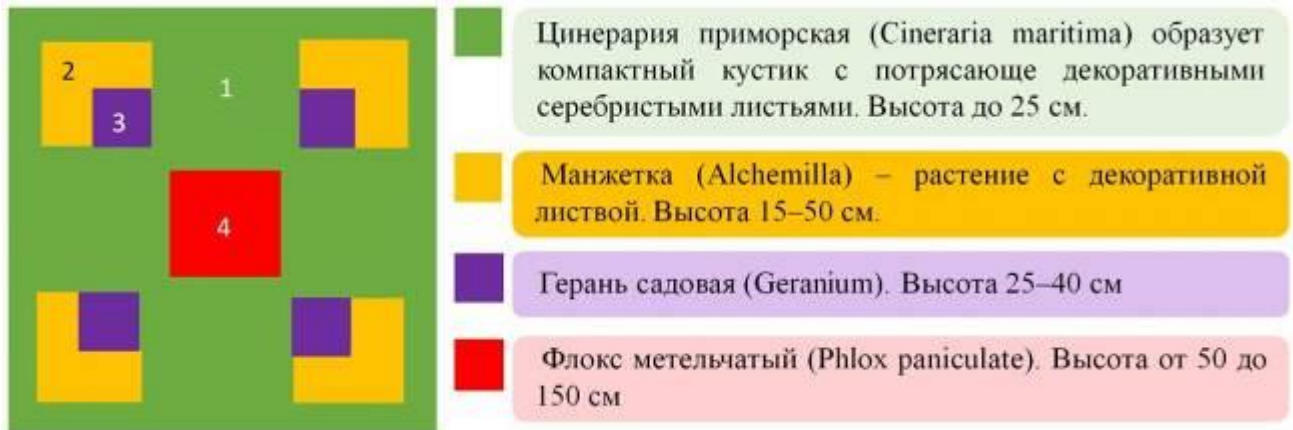 2
1
3
4
Цинерария приморская (Cineraria maritima) образует
компактный кустик с потрясающе декоративными
серебристыми листьями. Высота до 25 см.
Манжетка (Alchemilla) – растение с декоративной
листвой. Высота 15–50 см.
Герань садовая (Geranium). Высота 25–40 см
Флокс метельчатый (Phlox paniculate). Высота от 50 до
150 см